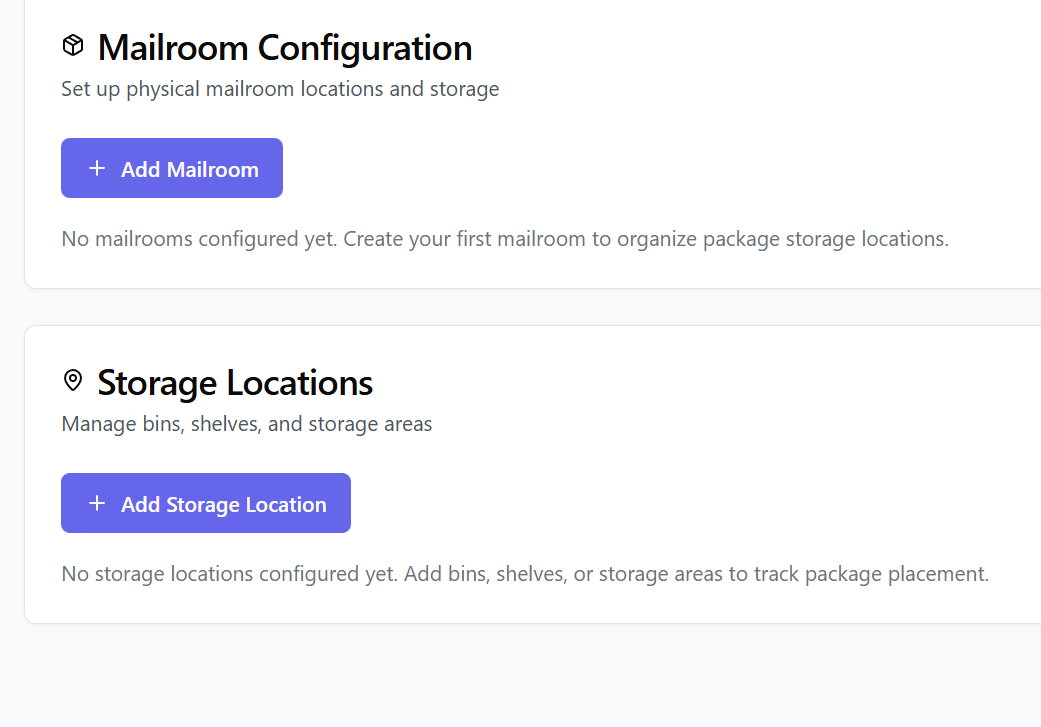 Mailroom Configuration
Set up physical mailroom locations and storage
Add Mailroom
No mailrooms configured yet. Create your first mailroom to organize package storage locations.
Storage Locations
Manage bins, shelves, and storage areas
Add Storage Location
No storage locations configured yet. Add bins, shelves, or storage areas to track package placement.